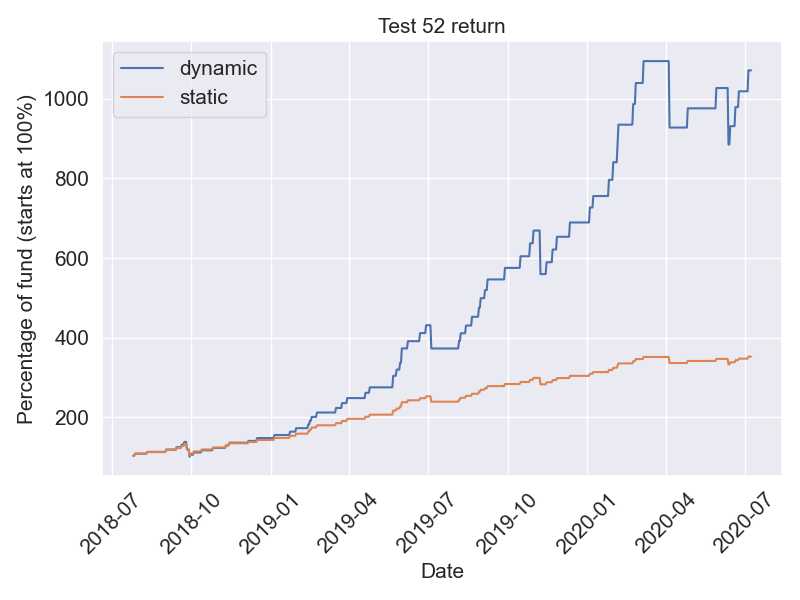 Test 52 return
dynamic
static
Percentage of fund (starts at 100%)
1000
800
600
400
200
2018-07
2018-10
2019-01
2019-04
2019-07
2019-10
2020-01
2020-04
2020-07
Date